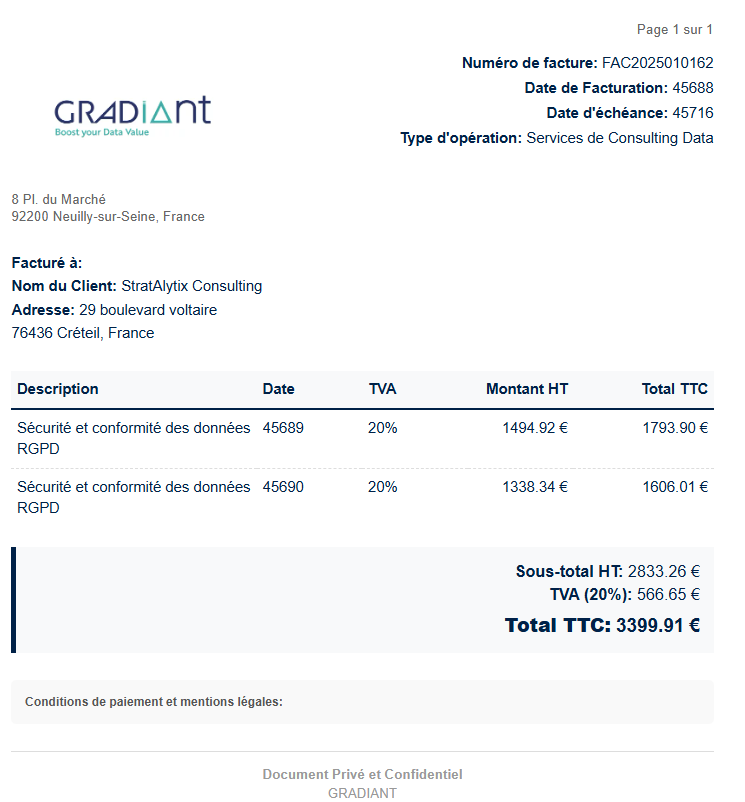 Page 1 sur 1
Numéro de facture: FAC2025010162
Date de Facturation: 45688
Date d'échéance: 45716
Type d'opération: Services de Consulting Data
GRADIANT
Boost your Data Value
8 Pl. du Marché
92200 Neuilly-sur-Seine, France
Facturé à:
Nom du Client: StratAlytix Consulting
Adresse: 29 boulevard voltaire
76436 Créteil, France
Description Date TVA Montant HT Total TTC
Sécurité et conformité des données 45689 20% 1494.92 € 1793.90 €
RGPD
Sécurité et conformité des données 45690 20% 1338.34 € 1606.01 €
RGPD
Sous-total HT: 2833.26 €
TVA (20%): 566.65 €
Total TTC: 3399.91 €
Conditions de paiement et mentions légales:
Document Privé et Confidentiel
GRADIANT